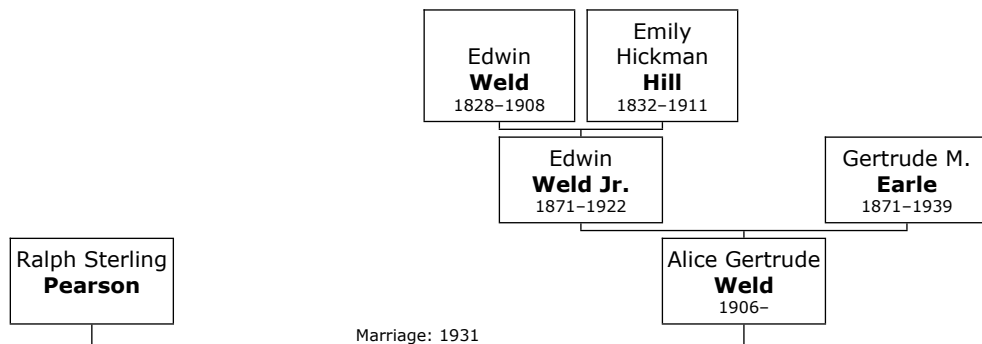 Edwin
Weld
1828–1908
Emily
Hickman
Hill
1832–1911
Edwin
Weld Jr.
1871–1922
Gertrude M.
Earle
1871–1939
Ralph Sterling
Pearson
Alice Gertrude
Weld
1906–
Marriage: 1931